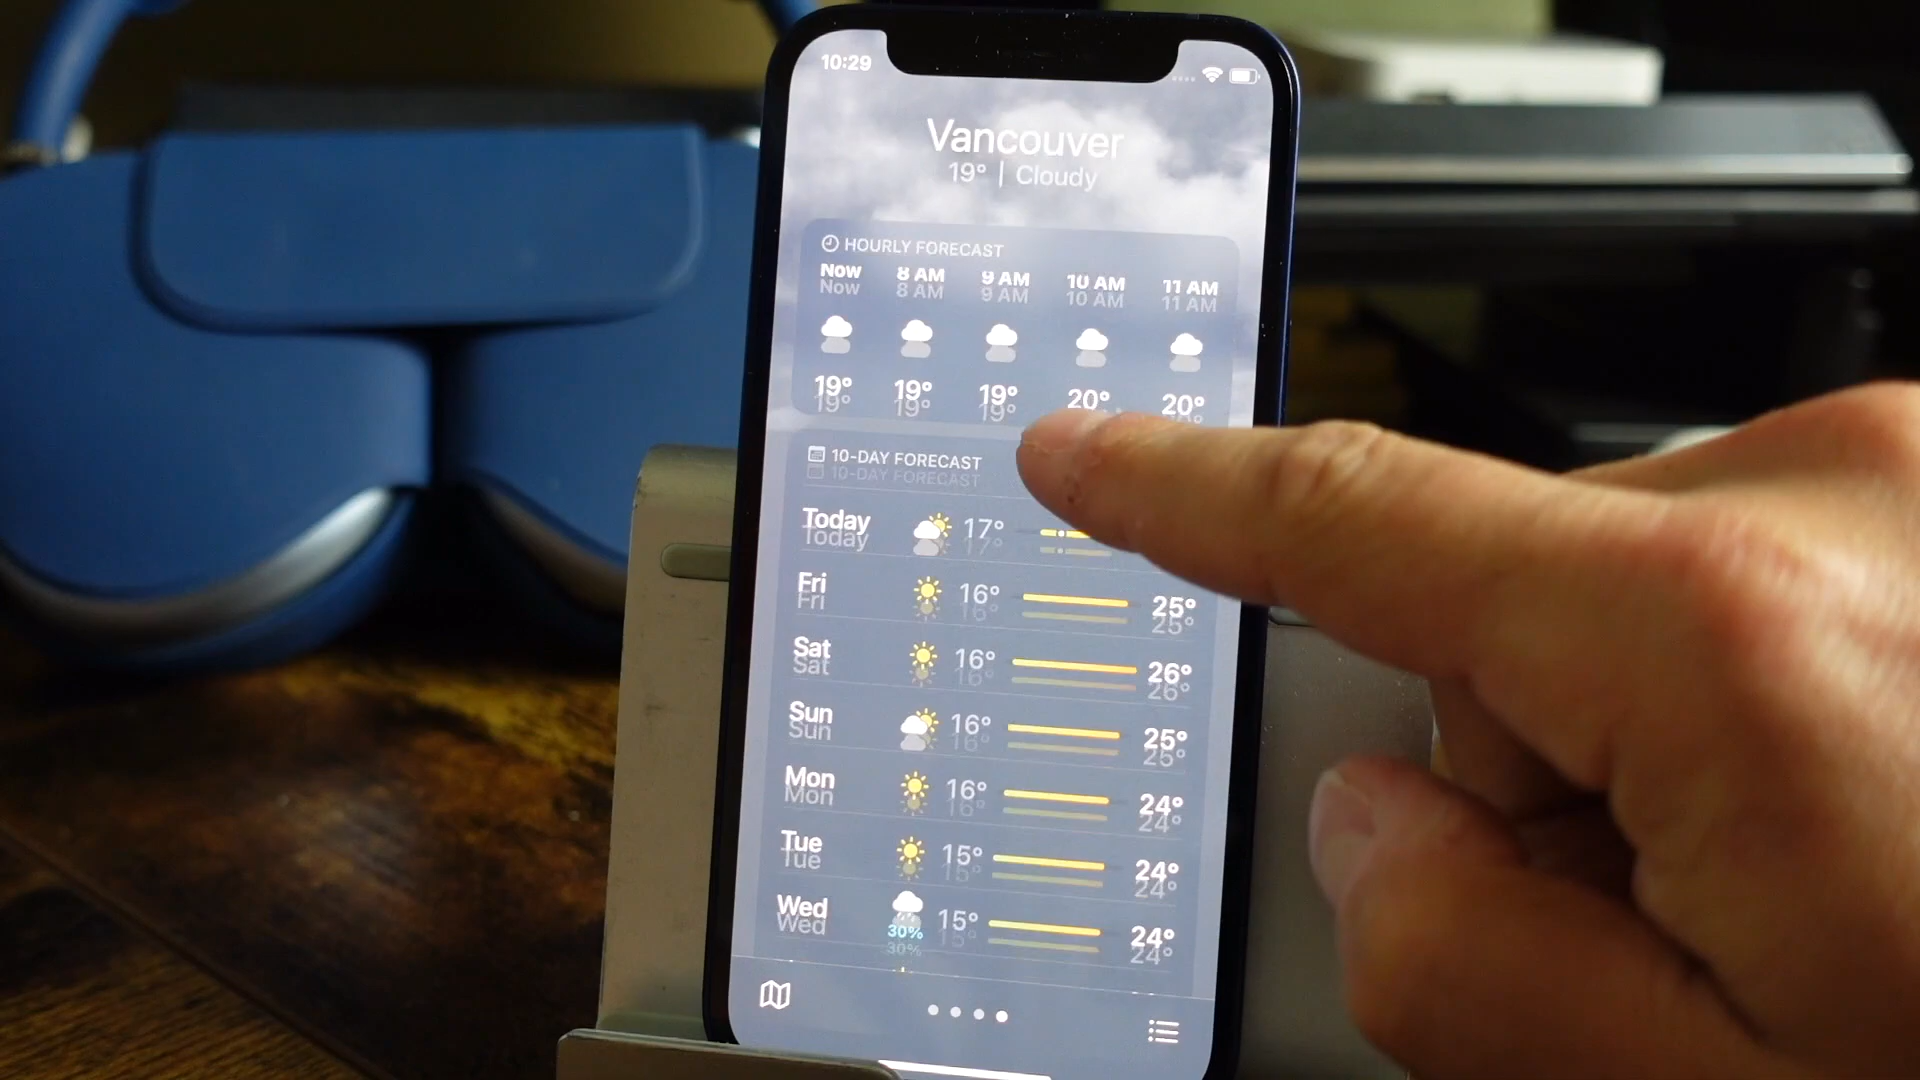 10:29
Vancouver
19° | Cloudy
HOURLY FORECAST
Now 8 AM 9 AM 10 AM 11 AM
19° 19° 19° 20° 20°
10-DAY FORECAST
Today 17°
Fri 16° 25°
Sat 16° 26°
Sun 16° 25°
Mon 16° 24°
Tue 15° 24°
Wed 30% 15° 24°